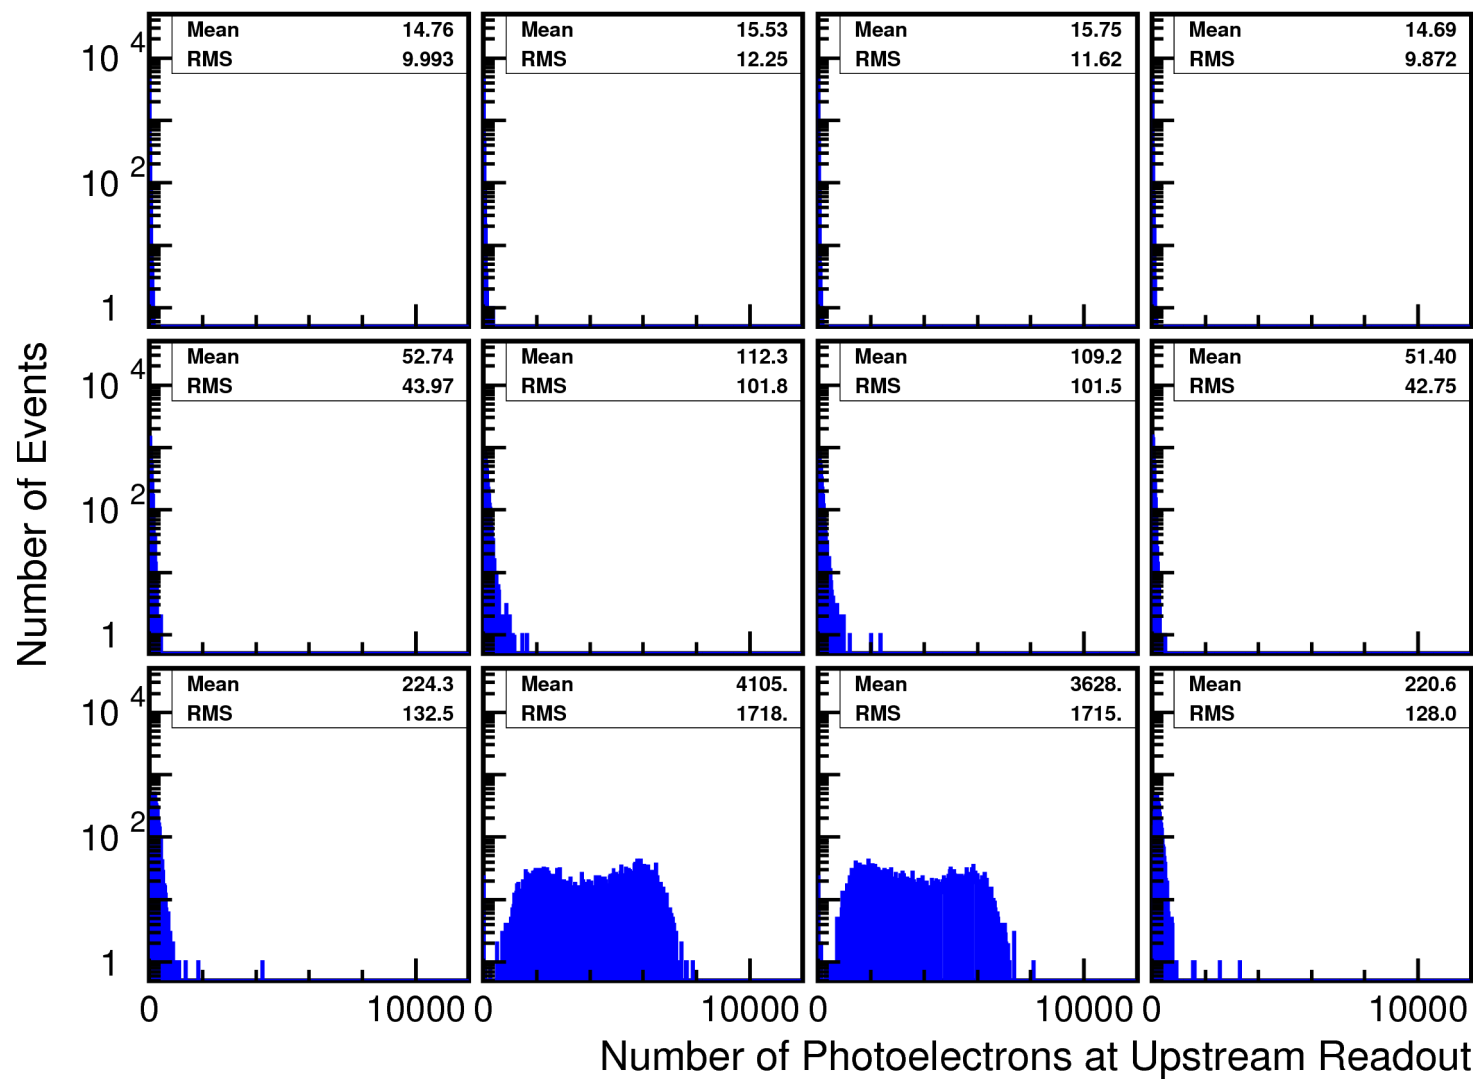 Mean 14.76 Mean 15.53 Mean 15.75 Mean 14.69
RMS 9.993 RMS 12.25 RMS 11.62 RMS 9.872
10 4
10 2
1
Mean 52.74 Mean 112.3 Mean 109.2 Mean 51.40
RMS 43.97 RMS 101.8 RMS 101.5 RMS 42.75
10 4
10 2
1
Number of Events
Mean 224.3 Mean 4105. Mean 3628. Mean 220.6
RMS 132.5 RMS 1718. RMS 1715. RMS 128.0
10 4
10 2
1
0 10000 0 10000 0 10000 0 10000
Number of Photoelectrons at Upstream Readout